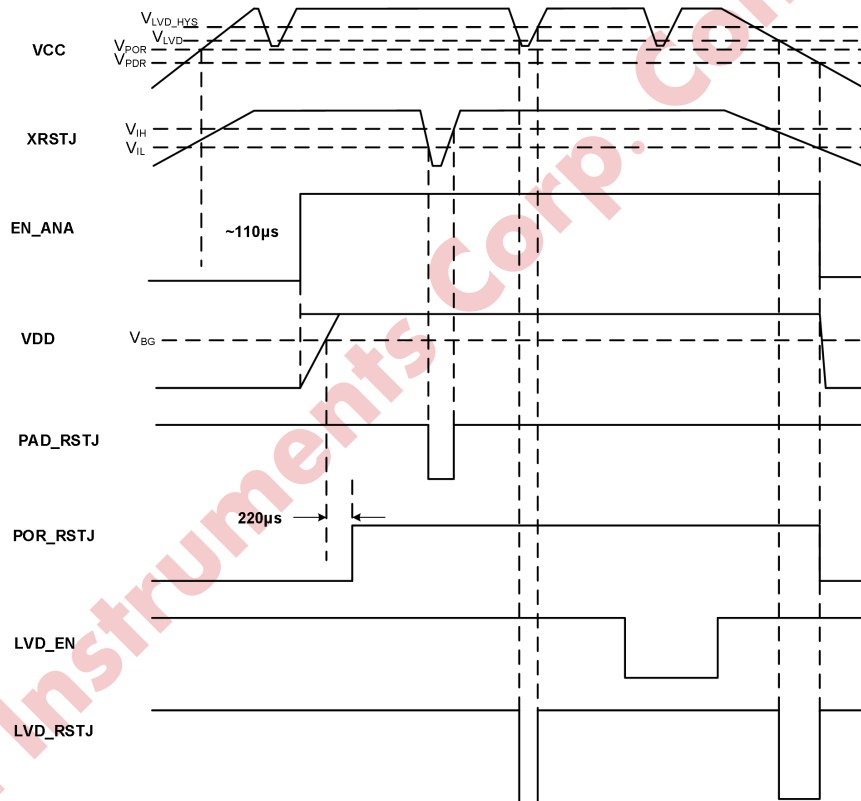 VLVD_HYS
VLVD
VCC
VPOR
VPDR
XRSTJ
VIH
VIL
EN_ANA
~110µs
VDD
VBG
PAD_RSTJ
220µs
POR_RSTJ
LVD_EN
LVD_RSTJ
Instruments Corp. Con